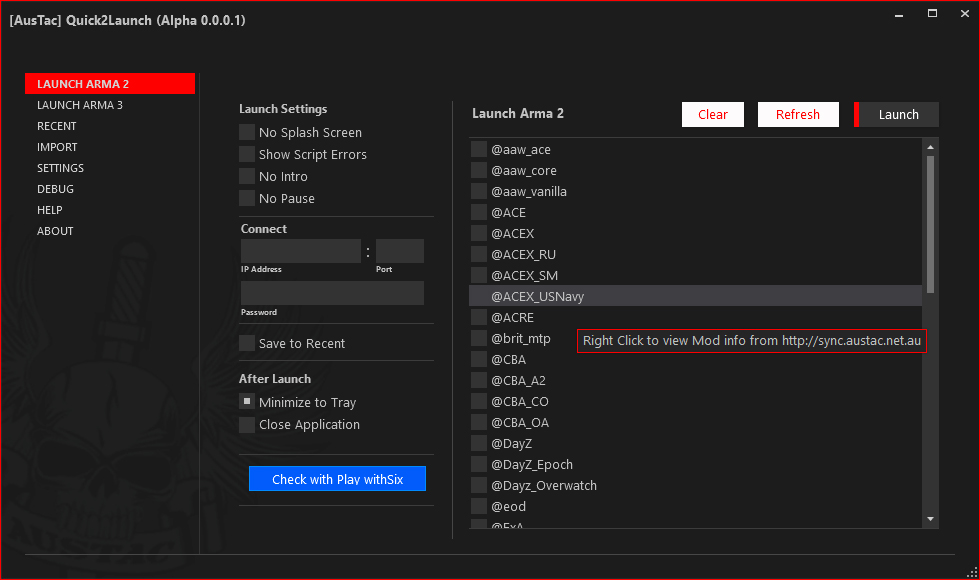 [AusTac] Quick2Launch (Alpha 0.0.0.1)
LAUNCH ARMA 2
LAUNCH ARMA 3
RECENT
IMPORT
SETTINGS
DEBUG
HELP
ABOUT
AUSTAC
Launch Settings
No Splash Screen
Show Script Errors
No Intro
No Pause
Connect
:
IP Address Port
Password
Save to Recent
After Launch
Minimize to Tray
Close Application
Check with Play withSix
Launch Arma 2
Clear
Refresh
Launch
@aaw_ace
@aaw_core
@aaw_vanilla
@ACE
@ACEX
@ACEX_RU
@ACEX_SM
@ACEX_USNavy
@ACRE
@brit_mtp
Right Click to view Mod info from http://sync.austac.net.au
@CBA
@CBA_A2
@CBA_CO
@CBA_OA
@DayZ
@DayZ_Epoch
@Dayz_Overwatch
@eod
@ExA